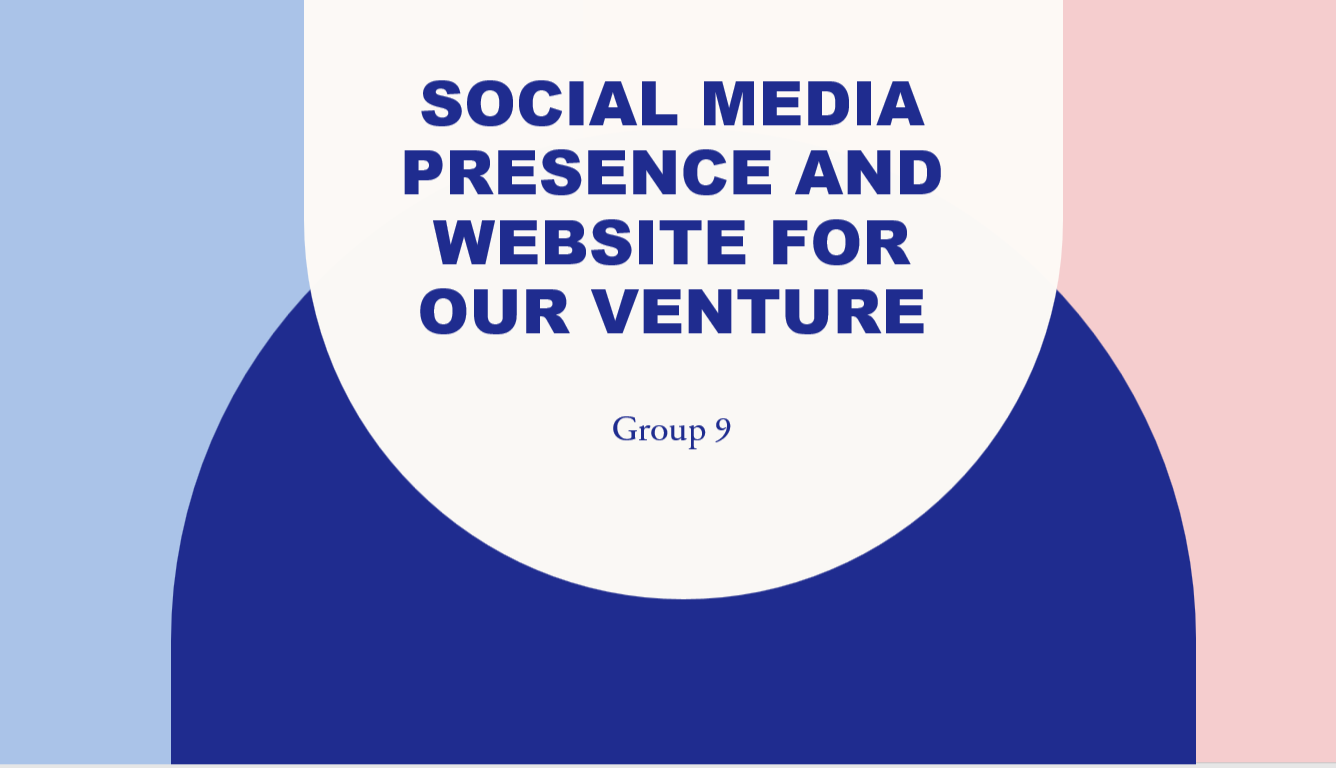 SOCIAL MEDIA
PRESENCE AND
WEBSITE FOR
OUR VENTURE
Group 9